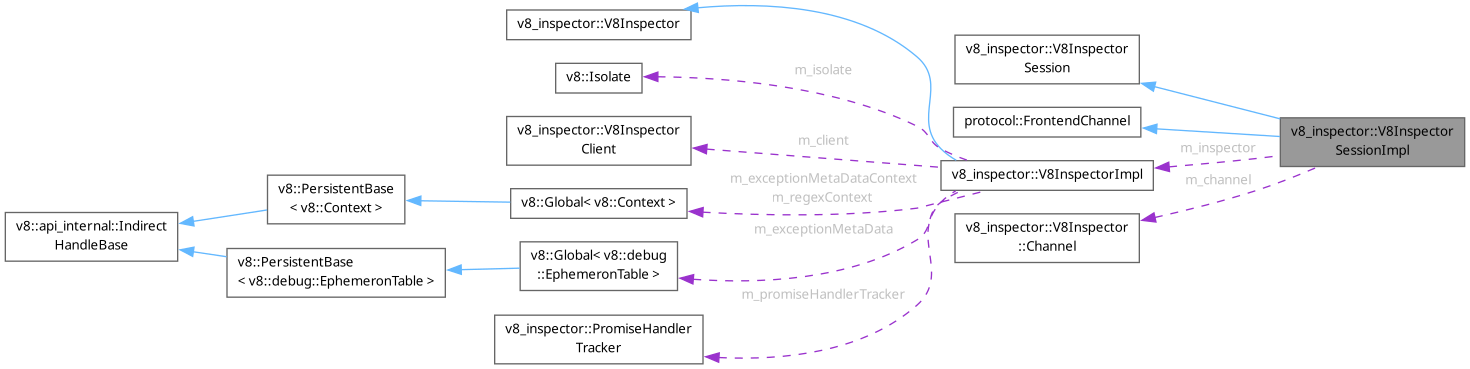 v8_inspector::V8Inspector
v8_inspector::V8Inspector
Session
v8::Isolate
m_isolate
protocol::FrontendChannel
v8_inspector::V8Inspector
Client
m_client
v8_inspector::V8Inspector
SessionImpl
m_inspector
v8_inspector::V8InspectorImpl
m_exceptionMetaDataContext
m_regexContext
m_channel
v8::PersistentBase
< v8::Context >
v8::Global< v8::Context >
v8::api_internal::Indirect
HandleBase
m_exceptionMetaData
v8_inspector::V8Inspector
::Channel
v8::PersistentBase
< v8::debug::EphemeronTable >
v8::Global< v8::debug
::EphemeronTable >
m_promiseHandlerTracker
v8_inspector::PromiseHandler
Tracker